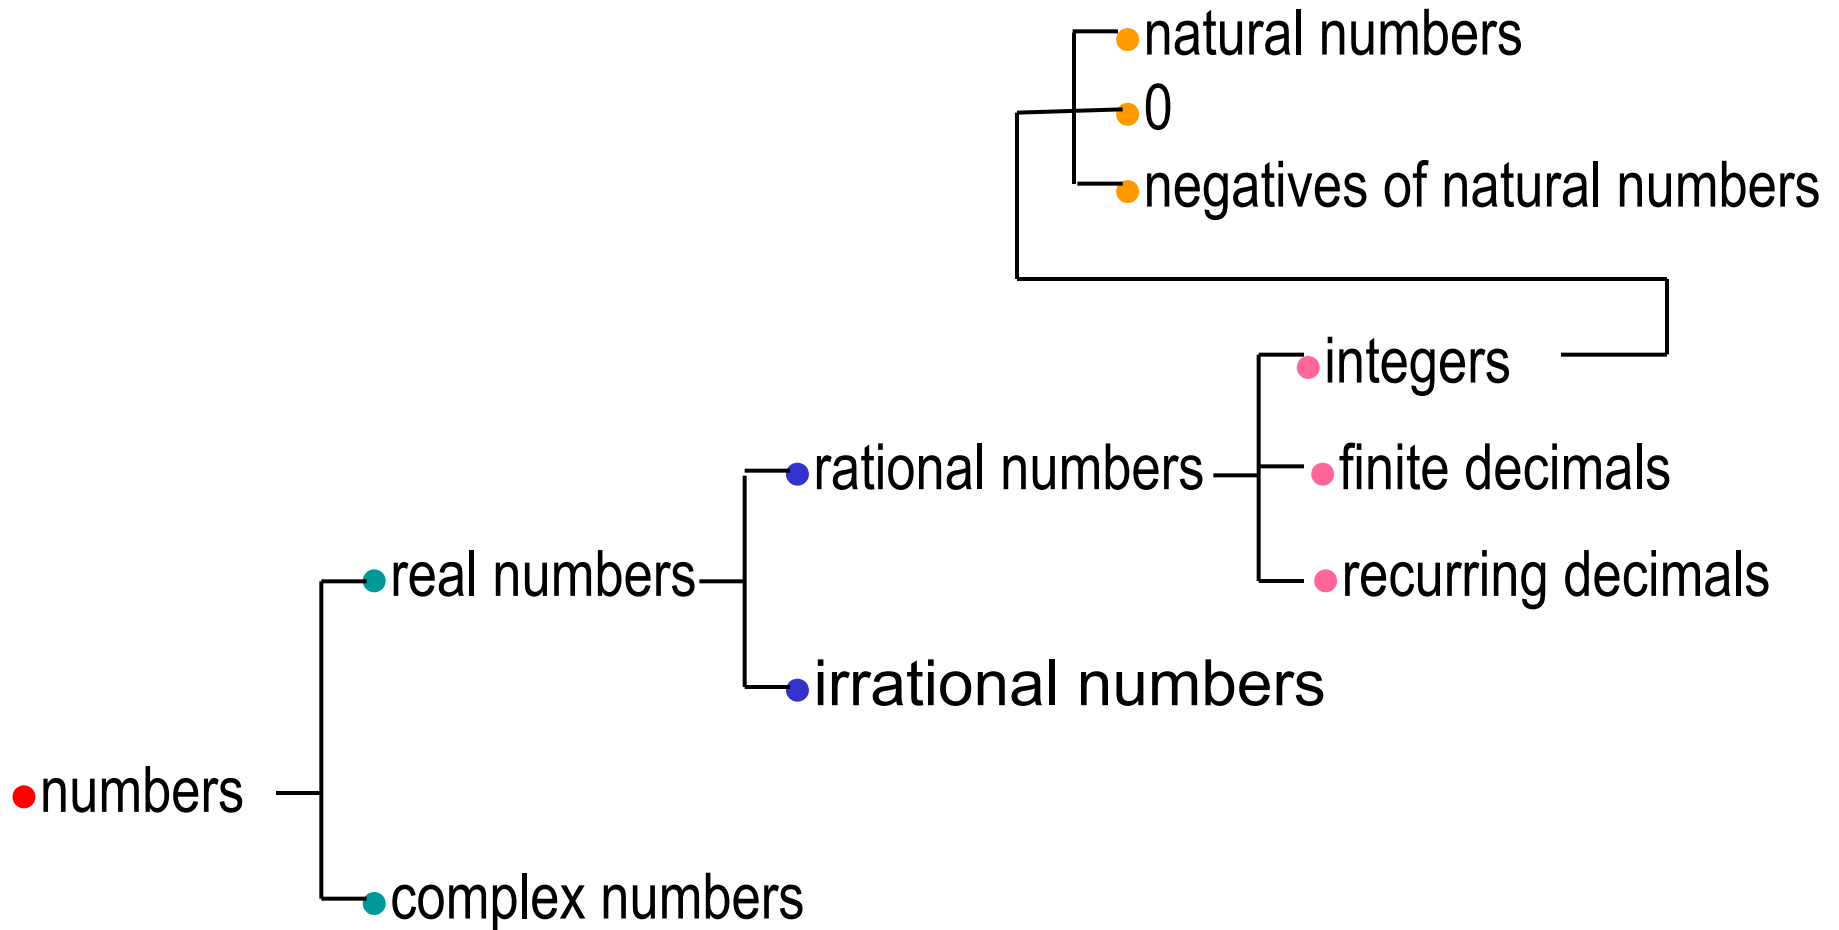 natural numbers
0
negatives of natural numbers
integers
rational numbers
finite decimals
real numbers
recurring decimals
irrational numbers
numbers
complex numbers